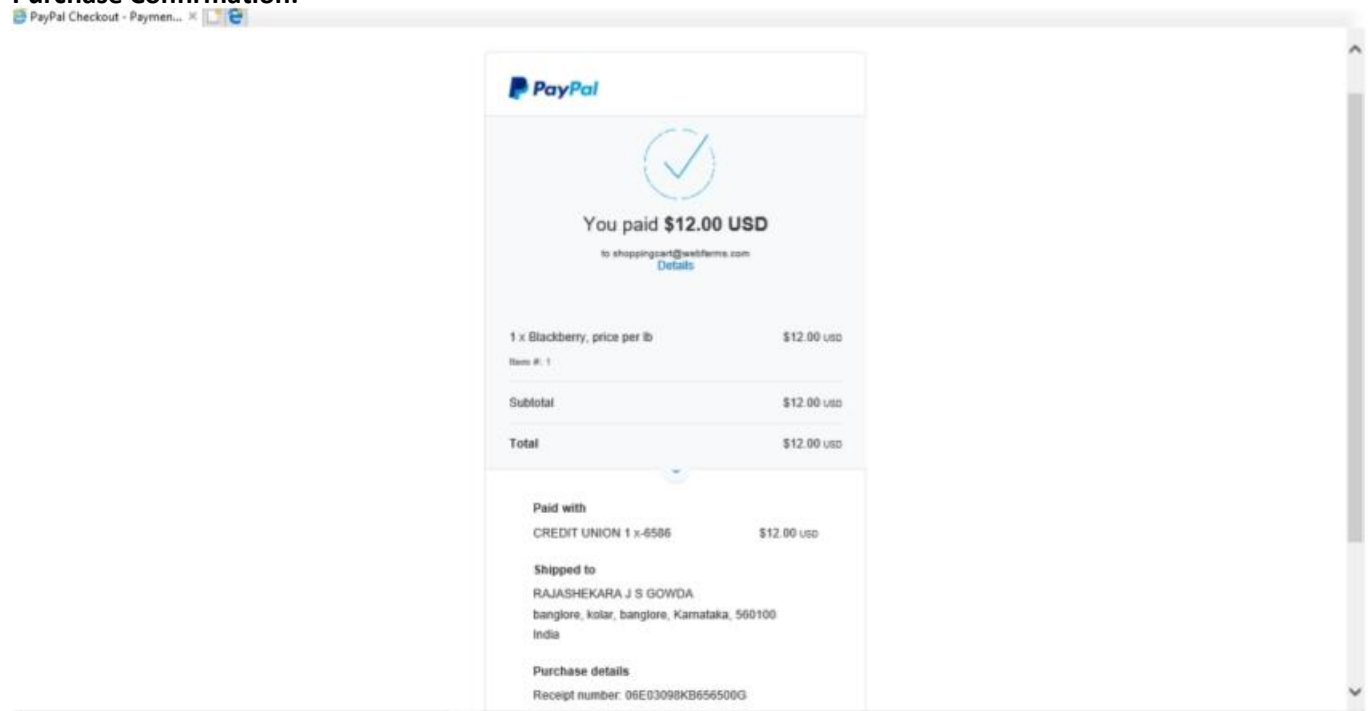 Purchase Confirmation:
PayPal Checkout - Paymen...
PayPal
You paid $12.00 USD
to shoppingcart@webferms.com
Details
1 x Blackberry, price per lb $12.00 USD
Item #: 1
Subtotal $12.00 USD
Total $12.00 USD
Paid with
CREDIT UNION 1 x-6586 $12.00 USD
Shipped to
RAJASHEKARA J S GOWDA
banglore, kolar, banglore, Karnataka, 560100
India
Purchase details
Receipt number: 06E03098KB656500G